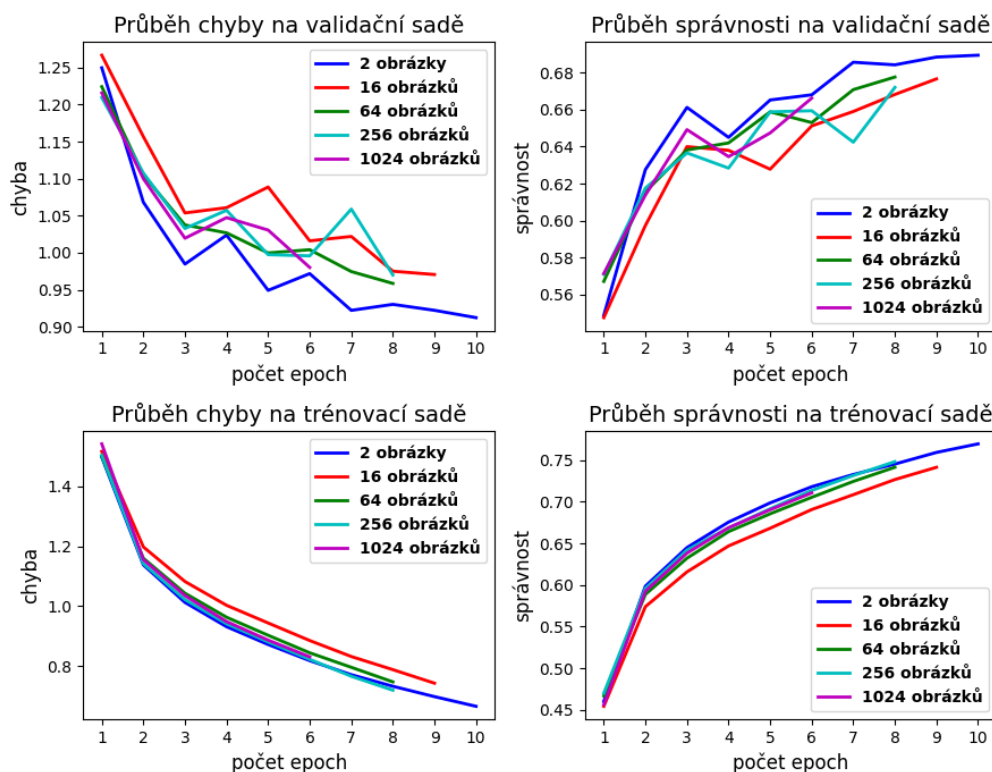 Průběh chyby na validační sadě
chyba
1.25
1.20
1.15
1.10
1.05
1.00
0.95
0.90
2 obrázky
16 obrázků
64 obrázků
256 obrázků
1024 obrázků
1 2 3 4 5 6 7 8 9 10
počet epoch
Průběh správnosti na validační sadě
správnost
0.68
0.66
0.64
0.62
0.60
0.58
0.56
2 obrázky
16 obrázků
64 obrázků
256 obrázků
1024 obrázků
1 2 3 4 5 6 7 8 9 10
počet epoch
Průběh chyby na trénovací sadě
chyba
1.4
1.2
1.0
0.8
2 obrázky
16 obrázků
64 obrázků
256 obrázků
1024 obrázků
1 2 3 4 5 6 7 8 9 10
počet epoch
Průběh správnosti na trénovací sadě
správnost
0.75
0.70
0.65
0.60
0.55
0.50
0.45
2 obrázky
16 obrázků
64 obrázků
256 obrázků
1024 obrázků
1 2 3 4 5 6 7 8 9 10
počet epoch